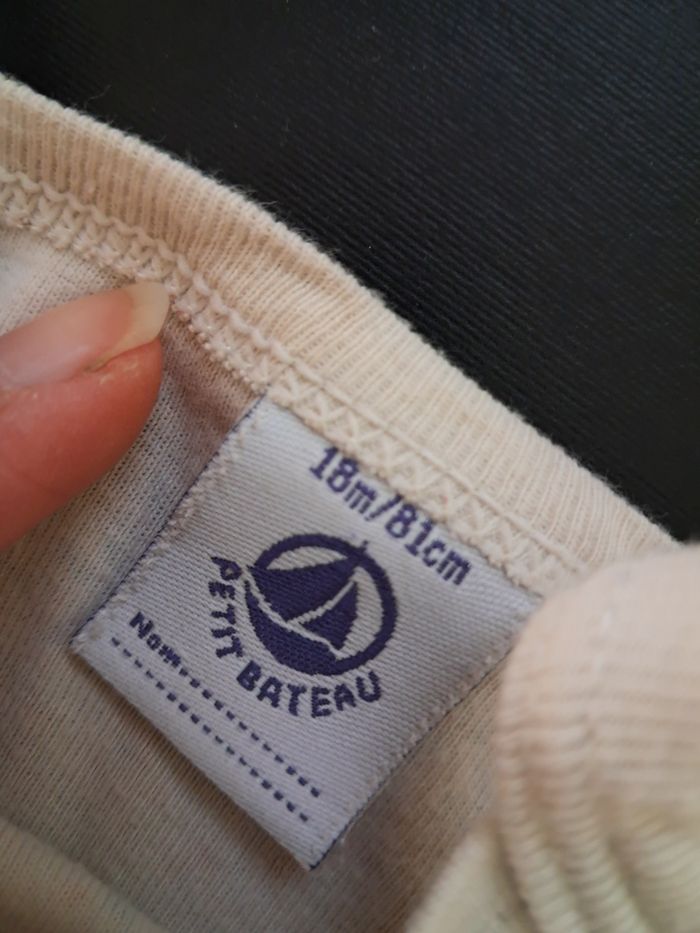 18m/81cm
PETIT BATEAU
Nom..............
....................